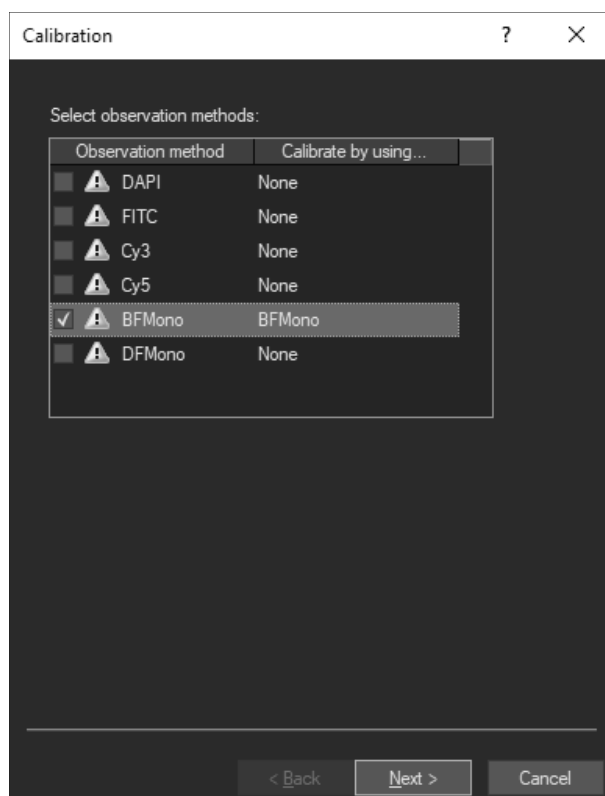 Calibration ?
Select observation methods:
Observation method Calibrate by using...
DAPI None
FITC None
Cy3 None
Cy5 None
BFMono BFMono
DFMono None
< Back Next > Cancel